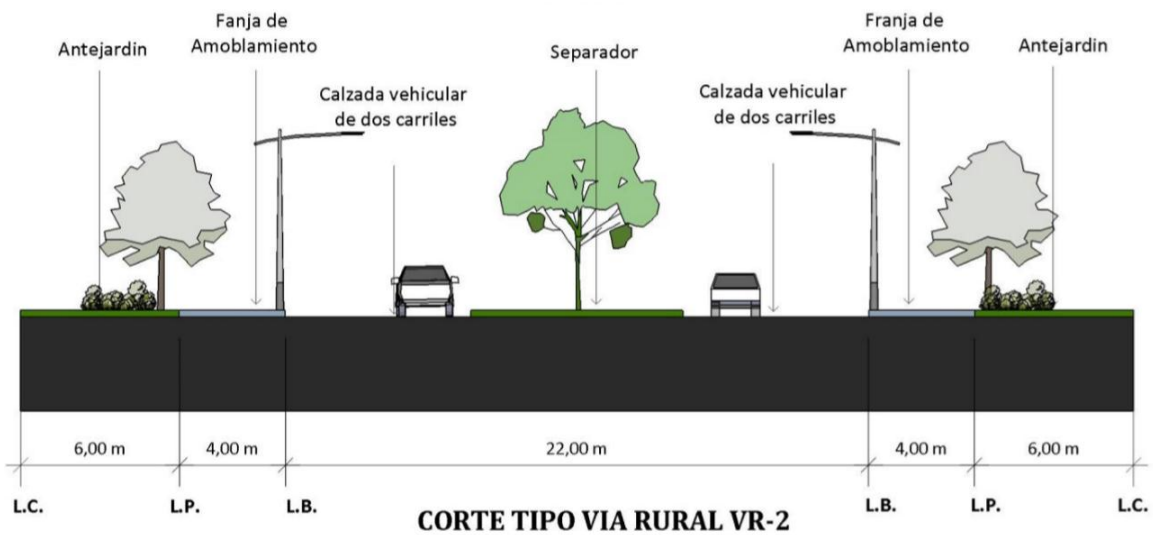 Antejardin
Fanja de
Amoblamiento
Calzada vehicular
de dos carriles
Separador
Calzada vehicular
de dos carriles
Franja de
Amoblamiento
Antejardin
6,00 m
4,00 m
22,00 m
4,00 m
6,00 m
L.C.
L.P.
L.B.
L.B.
L.P.
L.C.
CORTE TIPO VIA RURAL VR-2